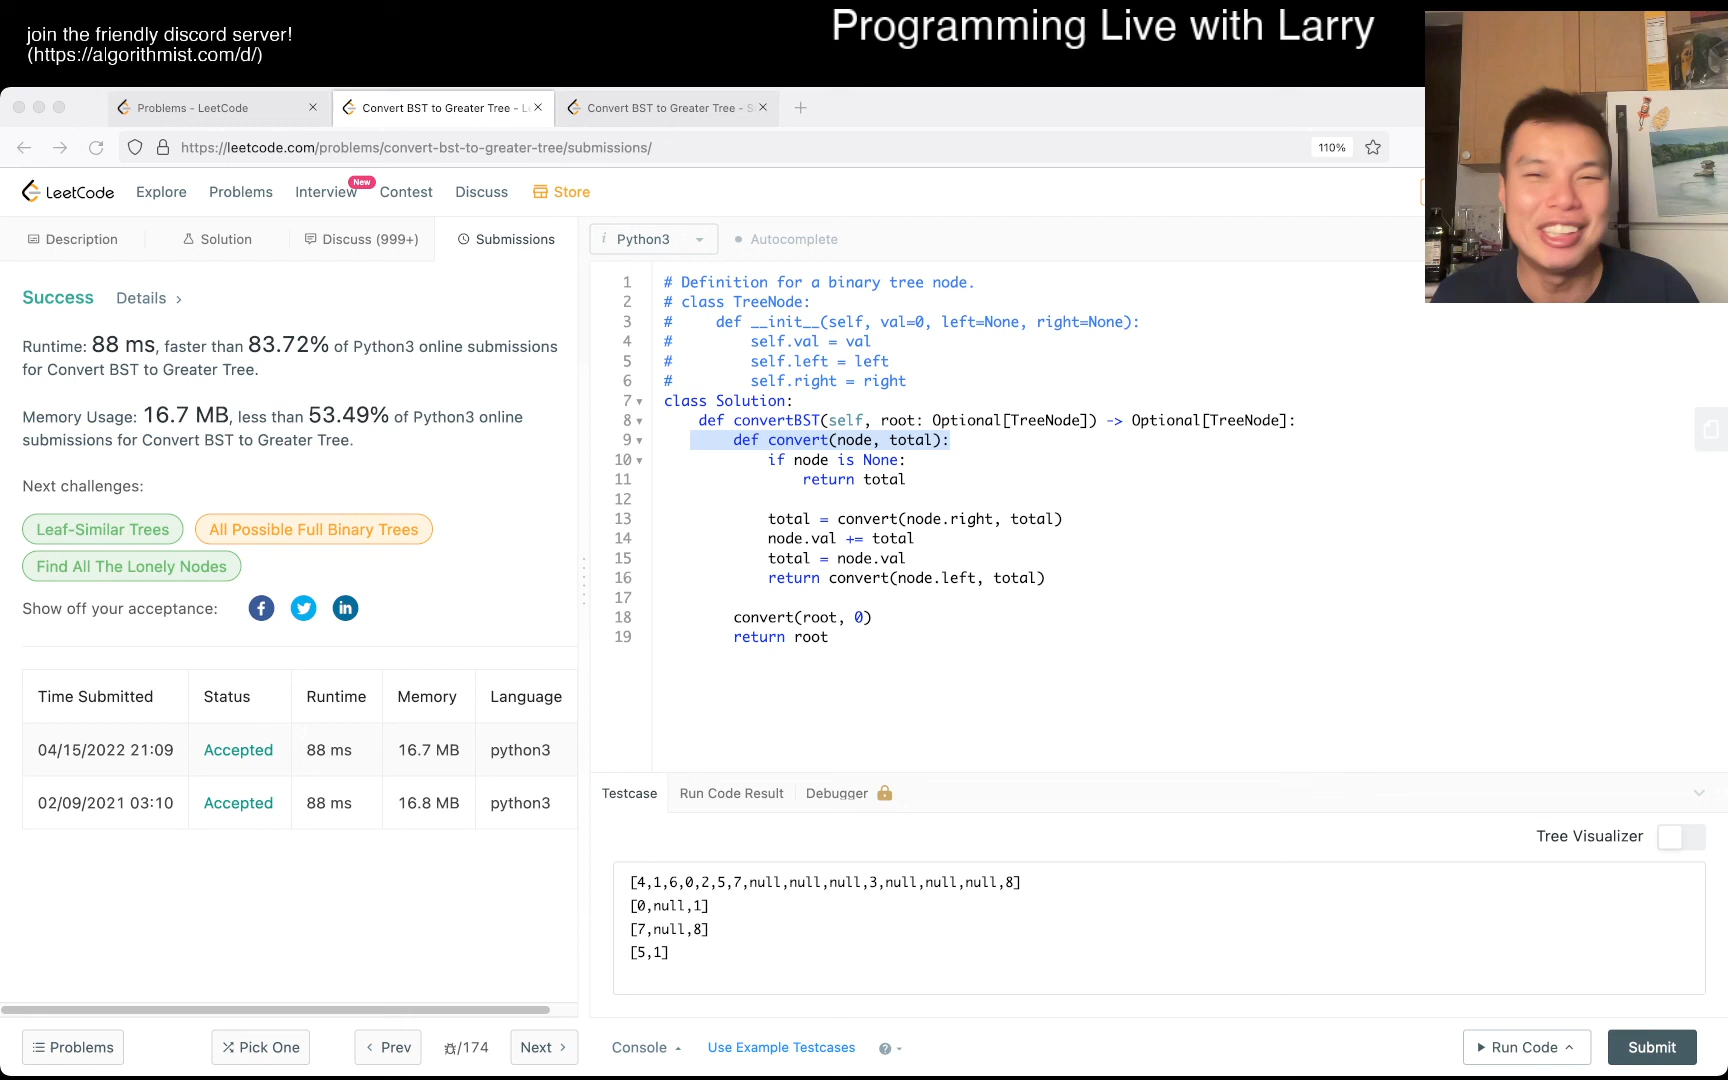 join the friendly discord server!
(https://algorithmist.com/d/)
Programming Live with Larry
Problems - LeetCode
Convert BST to Greater Tree - Le
Convert BST to Greater Tree - S
https://leetcode.com/problems/convert-bst-to-greater-tree/submissions/
110%
LeetCode
Explore
Problems
Interview
New
Contest
Discuss
Store
Description
Solution
Discuss (999+)
Submissions
i Python3
Autocomplete
Success
Details >
Runtime: 88 ms, faster than 83.72% of Python3 online submissions
for Convert BST to Greater Tree.
Memory Usage: 16.7 MB, less than 53.49% of Python3 online
submissions for Convert BST to Greater Tree.
Next challenges:
Leaf-Similar Trees
All Possible Full Binary Trees
Find All The Lonely Nodes
Show off your acceptance:
Time Submitted Status Runtime Memory Language
04/15/2022 21:09 Accepted 88 ms 16.7 MB python3
02/09/2021 03:10 Accepted 88 ms 16.8 MB python3
1 # Definition for a binary tree node.
2 # class TreeNode:
3 #     def __init__(self, val=0, left=None, right=None):
4 #         self.val = val
5 #         self.left = left
6 #         self.right = right
7 class Solution:
8     def convertBST(self, root: Optional[TreeNode]) -> Optional[TreeNode]:
9         def convert(node, total):
10             if node is None:
11                 return total
12
13             total = convert(node.right, total)
14             node.val += total
15             total = node.val
16             return convert(node.left, total)
17
18         convert(root, 0)
19         return root
Testcase
Run Code Result
Debugger
Tree Visualizer
[4,1,6,0,2,5,7,null,null,null,3,null,null,null,8]
[0,null,1]
[7,null,8]
[5,1]
Problems
Pick One
< Prev
/174
Next >
Console
Use Example Testcases
?
Run Code
Submit